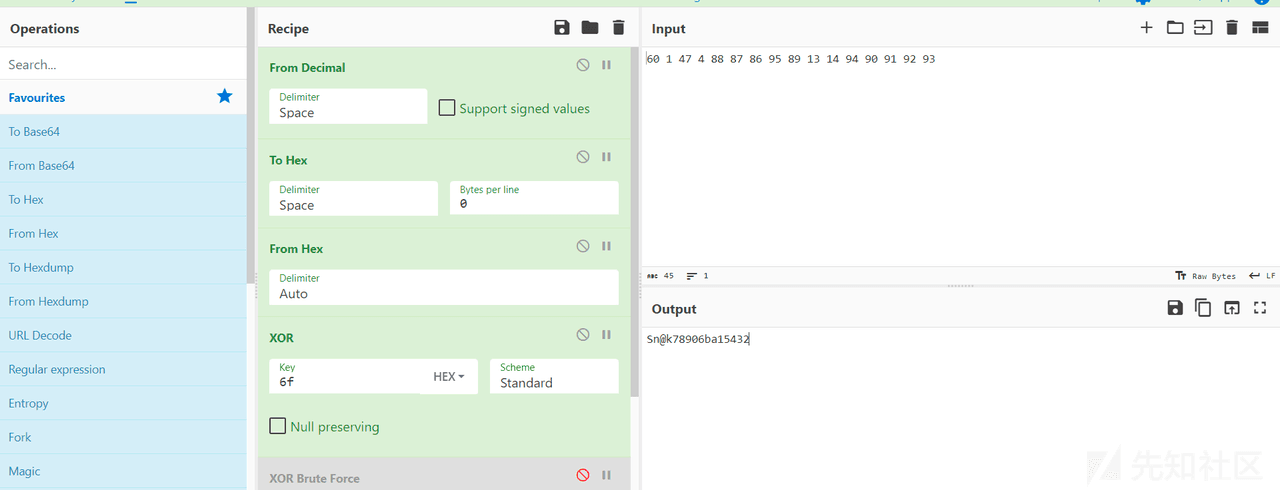 Operations
Search...
Favourites
To Base64
From Base64
To Hex
From Hex
To Hexdump
From Hexdump
URL Decode
Regular expression
Entropy
Fork
Magic
Recipe
From Decimal
Delimiter
Space
Support signed values
To Hex
Delimiter
Space
Bytes per line
0
From Hex
Delimiter
Auto
XOR
Key
6f
HEX
Scheme
Standard
Null preserving
XOR Brute Force
Input
60 1 47 4 88 87 86 95 89 13 14 94 90 91 92 93
ABC 45 1
Tт Raw Bytes LF
Output
Sn@k78906ba15432
先知社区